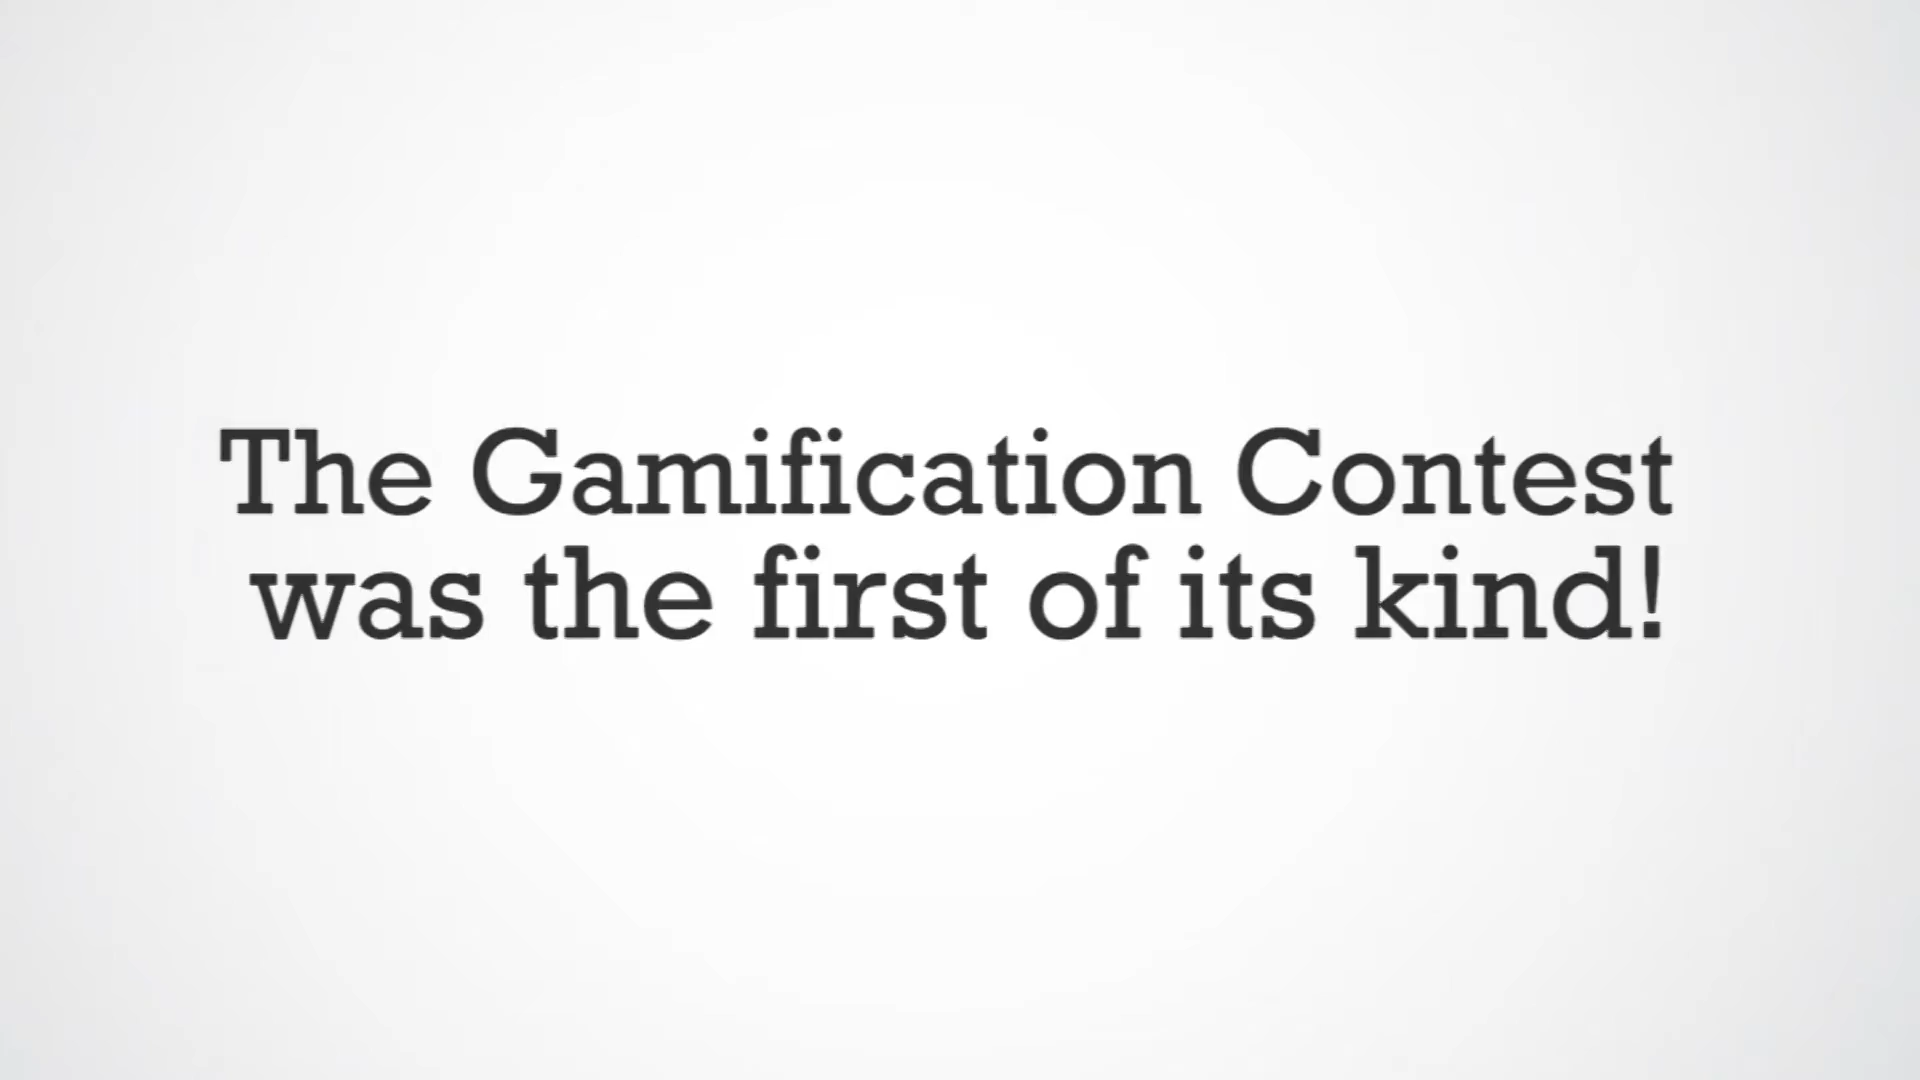 The Gamification Contest
was the first of its kind!